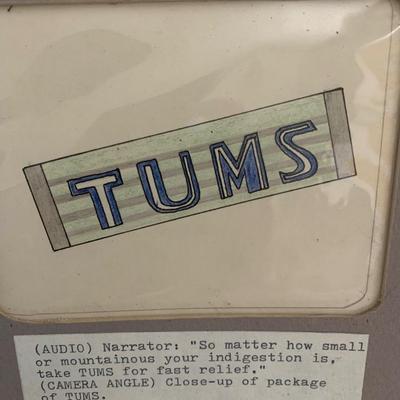 TUMS
(AUDIO) Narrator: "So matter how small
or mountainous your indigestion is,
take TUMS for fast relief."
(CAMERA ANGLE) Close-up of package
of TUMS.